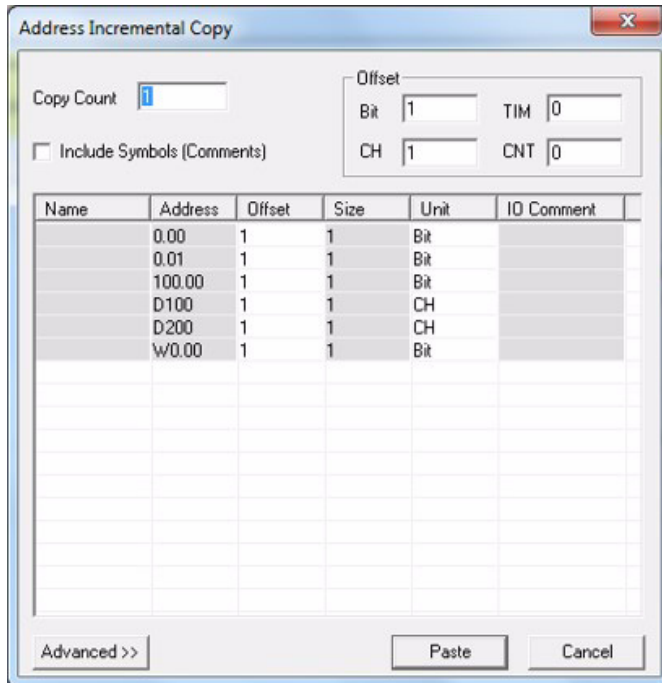 Address Incremental Copy
Copy Count 1
Include Symbols (Comments)
Offset
Bit 1 TIM 0
CH 1 CNT 0
Name Address Offset Size Unit IO Comment
0.00 1 1 Bit
0.01 1 1 Bit
100.00 1 1 Bit
D100 1 1 CH
D200 1 1 CH
W0.00 1 1 Bit
Advanced >> Paste Cancel